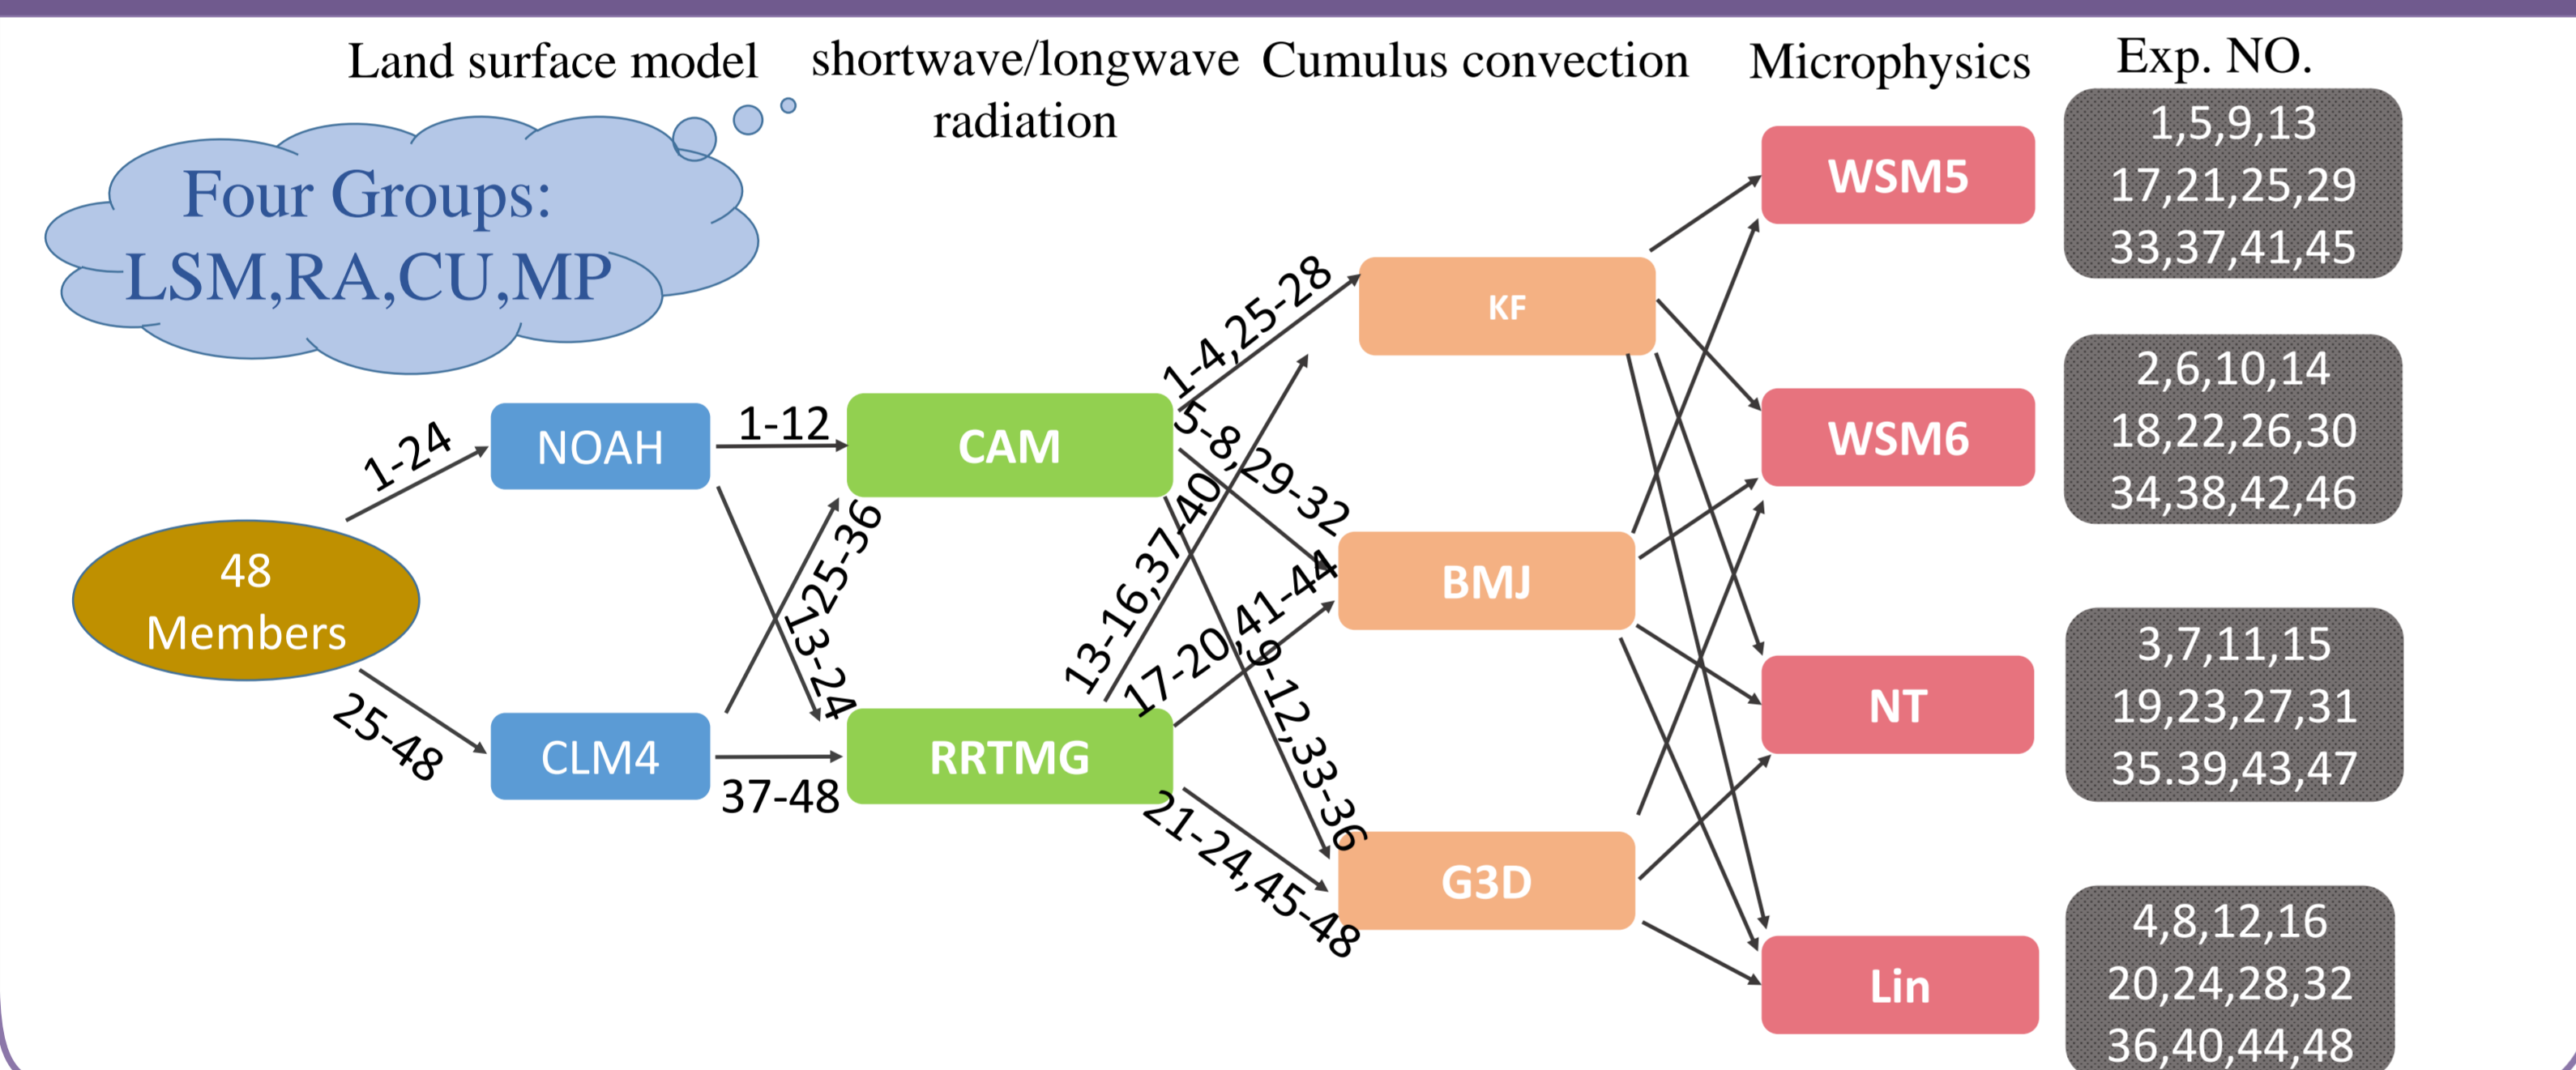 Land surface model
shortwave/longwave
radiation
Cumulus convection
Microphysics
Exp. NO.
Four Groups:
LSM,RA,CU,MP
48
Members
1-24
25-48
NOAH
CLM4
1-12
25-36
13-24
37-48
CAM
RRTMG
1-4,25-28
5-8,29-32
13-16,37-40
17-20,41-44
9-12,33-36
21-24,45-48
KF
BMJ
G3D
WSM5
WSM6
NT
Lin
1,5,9,13
17,21,25,29
33,37,41,45
2,6,10,14
18,22,26,30
34,38,42,46
3,7,11,15
19,23,27,31
35.39,43,47
4,8,12,16
20,24,28,32
36,40,44,48